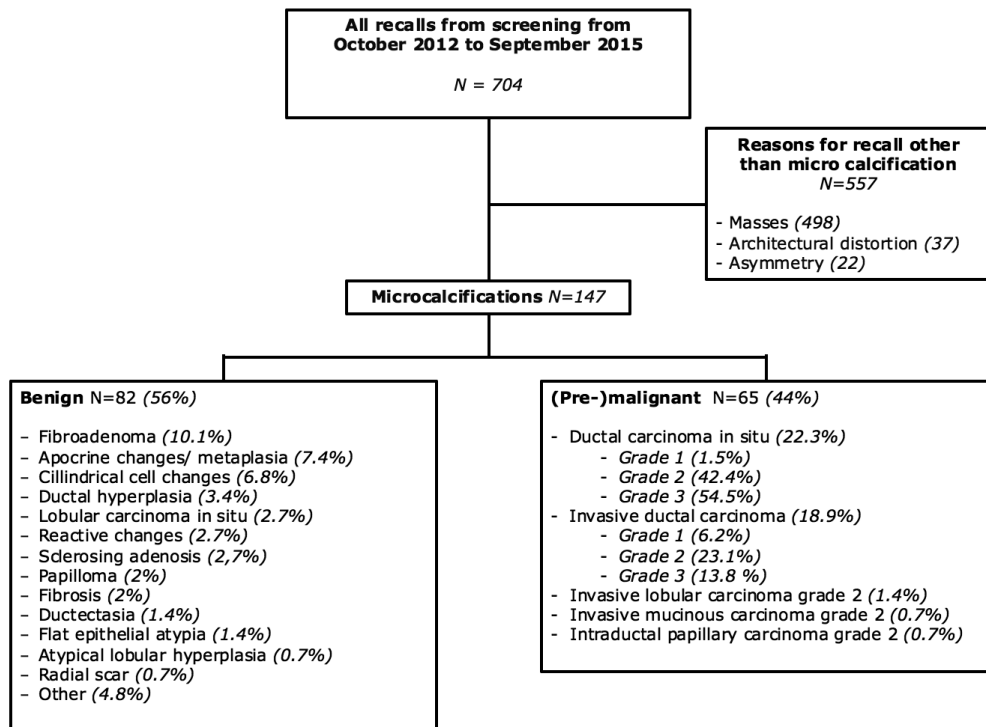 All recalls from screening from
October 2012 to September 2015
N = 704
Reasons for recall other
than micro calcification
N=557
- Masses (498)
- Architectural distortion (37)
- Asymmetry (22)
Microcalcifications N=147
Benign N=82 (56%)
– Fibroadenoma (10.1%)
– Apocrine changes/ metaplasia (7.4%)
– Cillindrical cell changes (6.8%)
– Ductal hyperplasia (3.4%)
– Lobular carcinoma in situ (2.7%)
– Reactive changes (2.7%)
– Sclerosing adenosis (2,7%)
– Papilloma (2%)
– Fibrosis (2%)
– Ductectasia (1.4%)
– Flat epithelial atypia (1.4%)
– Atypical lobular hyperplasia (0.7%)
– Radial scar (0.7%)
– Other (4.8%)
(Pre-)malignant N=65 (44%)
- Ductal carcinoma in situ (22.3%)
- Grade 1 (1.5%)
- Grade 2 (42.4%)
- Grade 3 (54.5%)
- Invasive ductal carcinoma (18.9%)
- Grade 1 (6.2%)
- Grade 2 (23.1%)
- Grade 3 (13.8 %)
- Invasive lobular carcinoma grade 2 (1.4%)
- Invasive mucinous carcinoma grade 2 (0.7%)
- Intraductal papillary carcinoma grade 2 (0.7%)